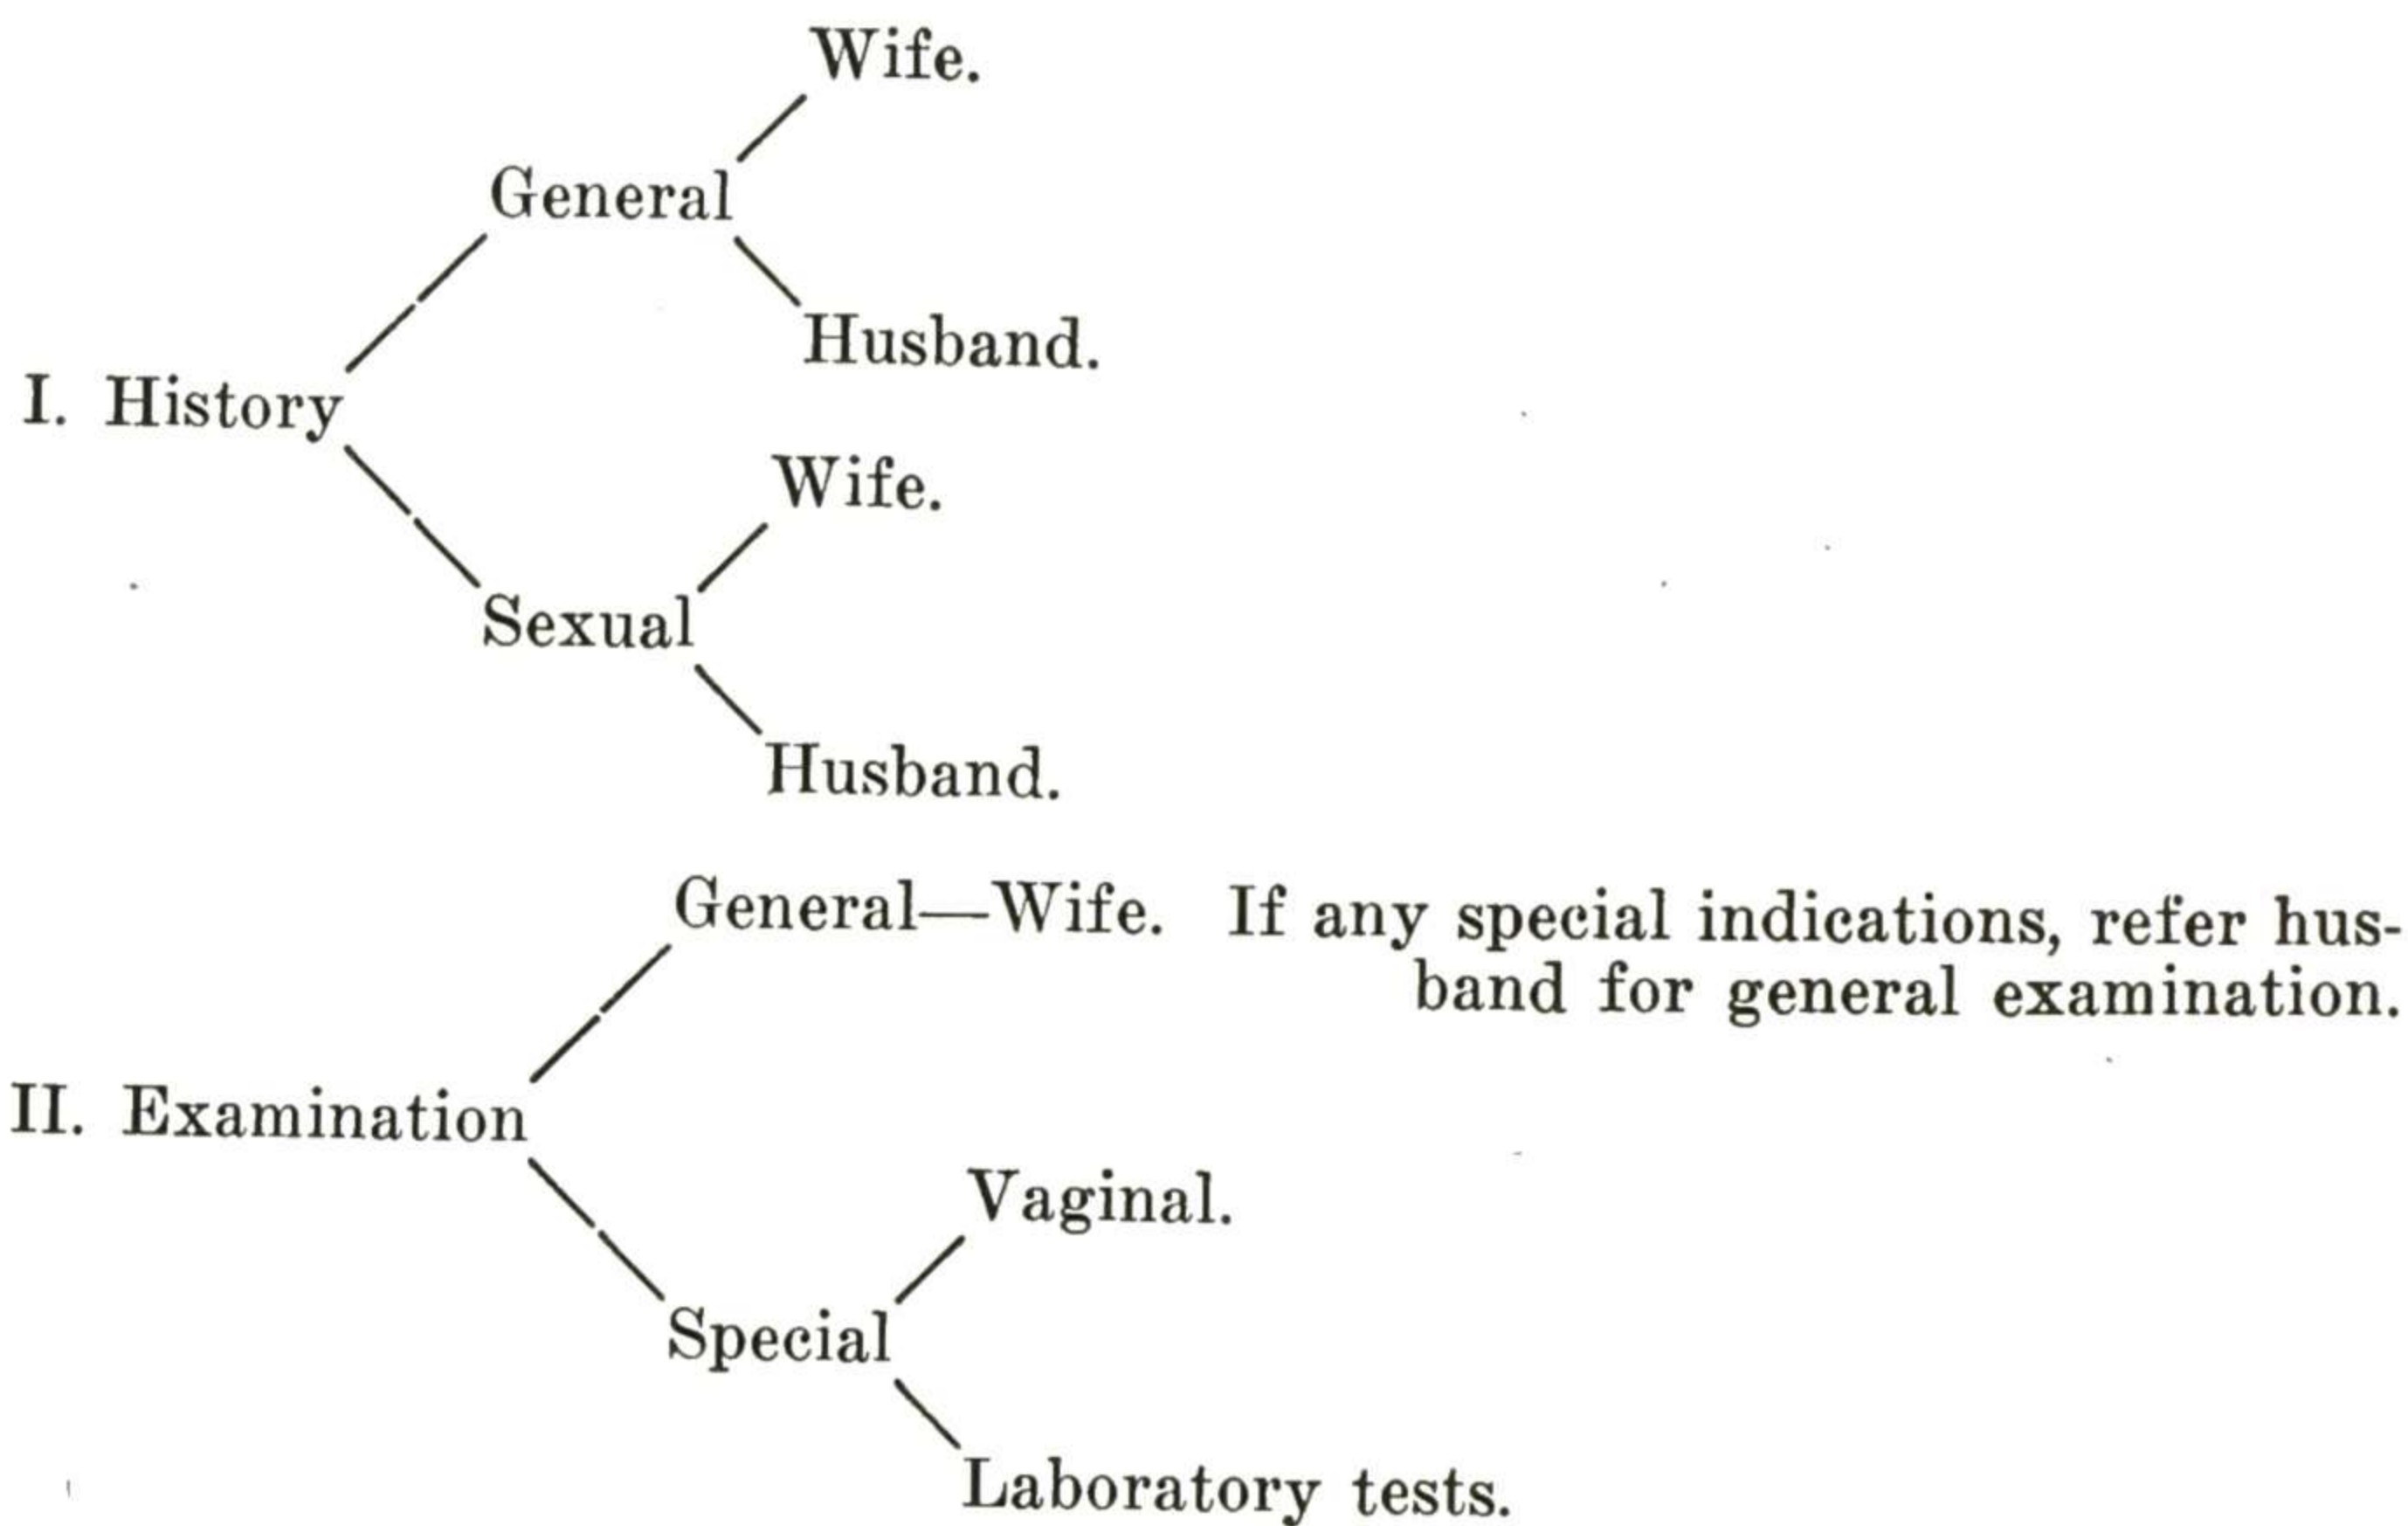 Wife.
General
Husband.
I. History
Wife.
Sexual
Husband.
General—Wife. If any special indications, refer hus-
band for general examination.
II. Examination
Vaginal.
Special
Laboratory tests.